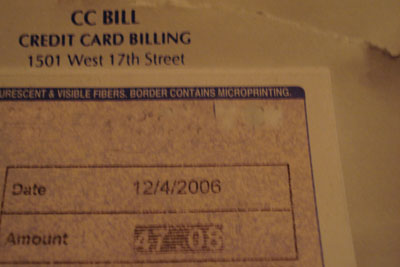 CC BILL
CREDIT CARD BILLING
1501 West 17th Street
& VISIBLE FIBERS. BORDER CONTAINS MICROPRINTING.
Date 12/4/2006
Amount